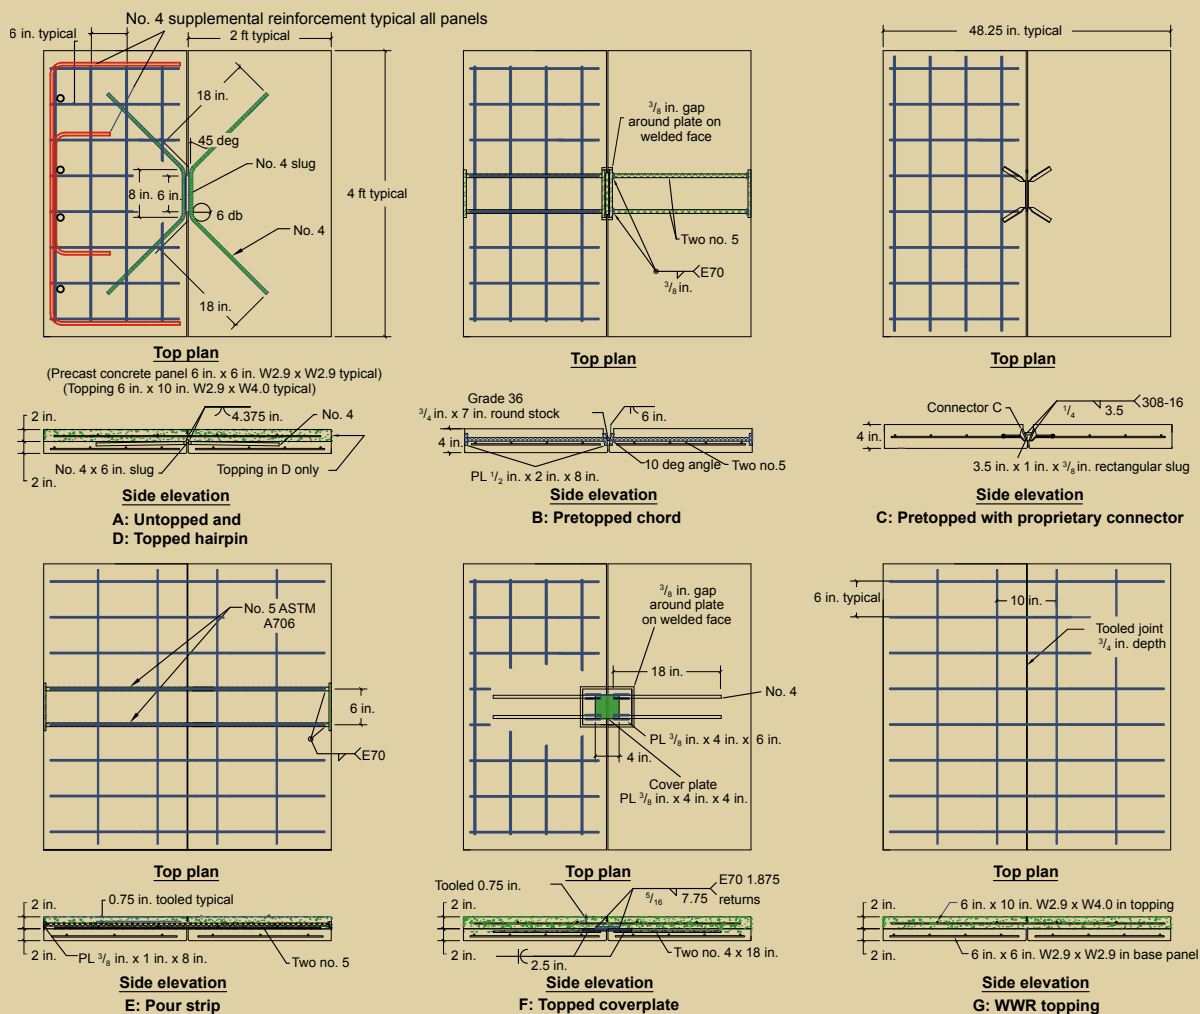 No. 4 supplemental reinforcement typical all panels
6 in. typical
2 ft typical
18 in.
45 deg
No. 4 slug
8 in.
6 in.
4 ft typical
6 db
No. 4
18 in.
Top plan
(Precast concrete panel 6 in. x 6 in. W2.9 x W2.9 typical)
(Topping 6 in. x 10 in. W2.9 x W4.0 typical)
2 in.
4.375 in.
No. 4
No. 4 x 6 in. slug
Topping in D only
2 in.
Side elevation
A: Untopped and
D: Topped hairpin
3/8 in. gap
around plate on
welded face
Two no. 5
E70
3/8 in.
Top plan
Grade 36
3/4 in. x 7 in. round stock
6 in.
4 in.
10 deg angle
Two no.5
PL 1/2 in. x 2 in. x 8 in.
Side elevation
B: Pretopped chord
48.25 in. typical
Top plan
Connector C
1/4
3.5
308-16
4 in.
3.5 in. x 1 in. x 3/8 in. rectangular slug
Side elevation
C: Pretopped with proprietary connector
No. 5 ASTM
A706
6 in.
E70
Top plan
2 in.
0.75 in. tooled typical
2 in.
PL 3/8 in. x 1 in. x 8 in.
Two no. 5
Side elevation
E: Pour strip
3/8 in. gap
around plate
on welded face
18 in.
No. 4
PL 3/8 in. x 4 in. x 6 in.
4 in.
Cover plate
PL 3/8 in. x 4 in. x 4 in.
Top plan
Tooled 0.75 in.
5/16
7.75
E70 1.875
returns
2 in.
2 in.
2.5 in.
Two no. 4 x 18 in.
Side elevation
F: Topped coverplate
6 in. typical
10 in.
Tooled joint
3/4 in. depth
Top plan
2 in.
6 in. x 10 in. W2.9 x W4.0 in topping
2 in.
6 in. x 6 in. W2.9 x W2.9 in base panel
Side elevation
G: WWR topping